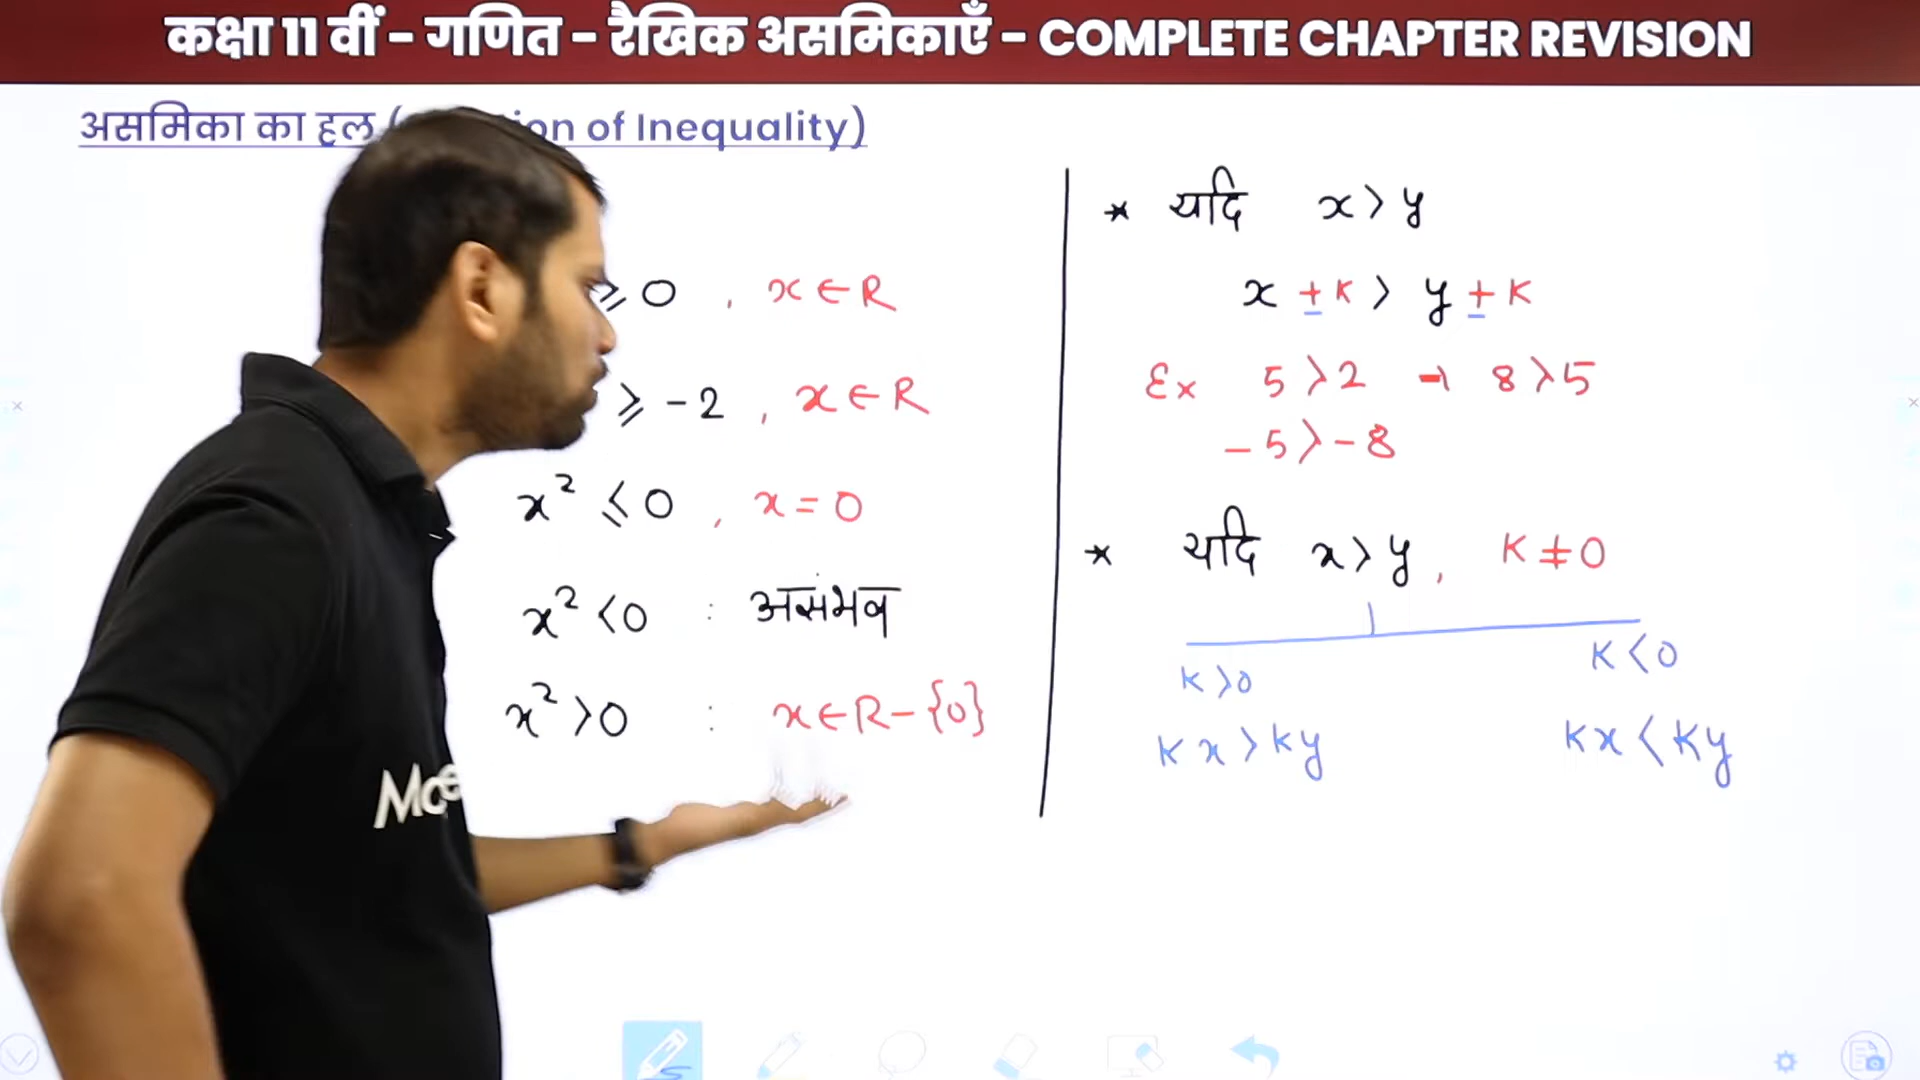 कक्षा 11 वीं - गणित - रैखिक असमिकाएँ - COMPLETE CHAPTER REVISION
असमिका का हल ( ion of Inequality)
⩾ 0 , x ∈ R
⩾ -2 , x ∈ R
x² ⩽ 0 , x = 0
x² < 0 : असंभव
x² > 0 : x ∈ R - {0}
* यदि x > y
x ± K > y ± K
Ex 5 > 2 → 8 > 5
- 5 > - 8
* यदि x > y , K ≠ 0
K > 0 K < 0
Kx > Ky Kx < Ky